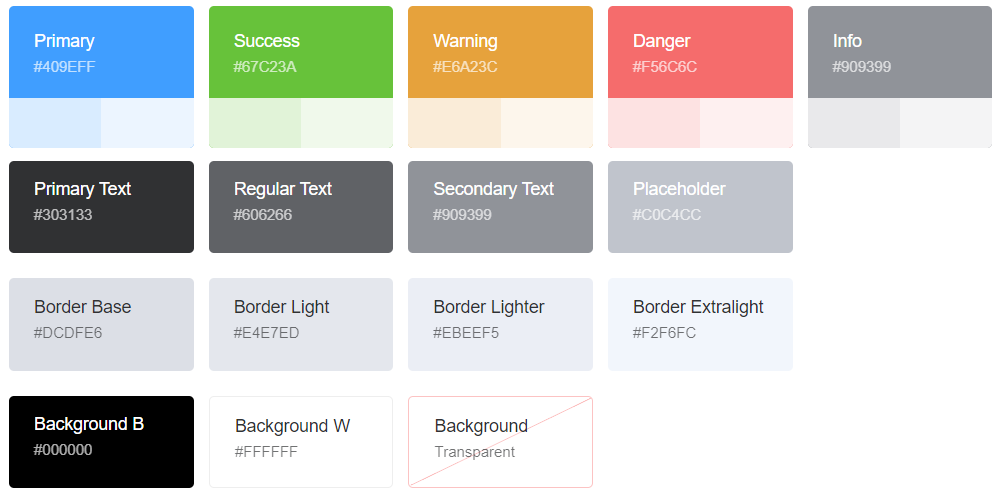 Primary
#409EFF
Success
#67C23A
Warning
#E6A23C
Danger
#F56C6C
Info
#909399
Primary Text
#303133
Regular Text
#606266
Secondary Text
#909399
Placeholder
#C0C4CC
Border Base
#DCDFE6
Border Light
#E4E7ED
Border Lighter
#EBEEF5
Border Extralight
#F2F6FC
Background B
#000000
Background W
#FFFFFF
Background
Transparent